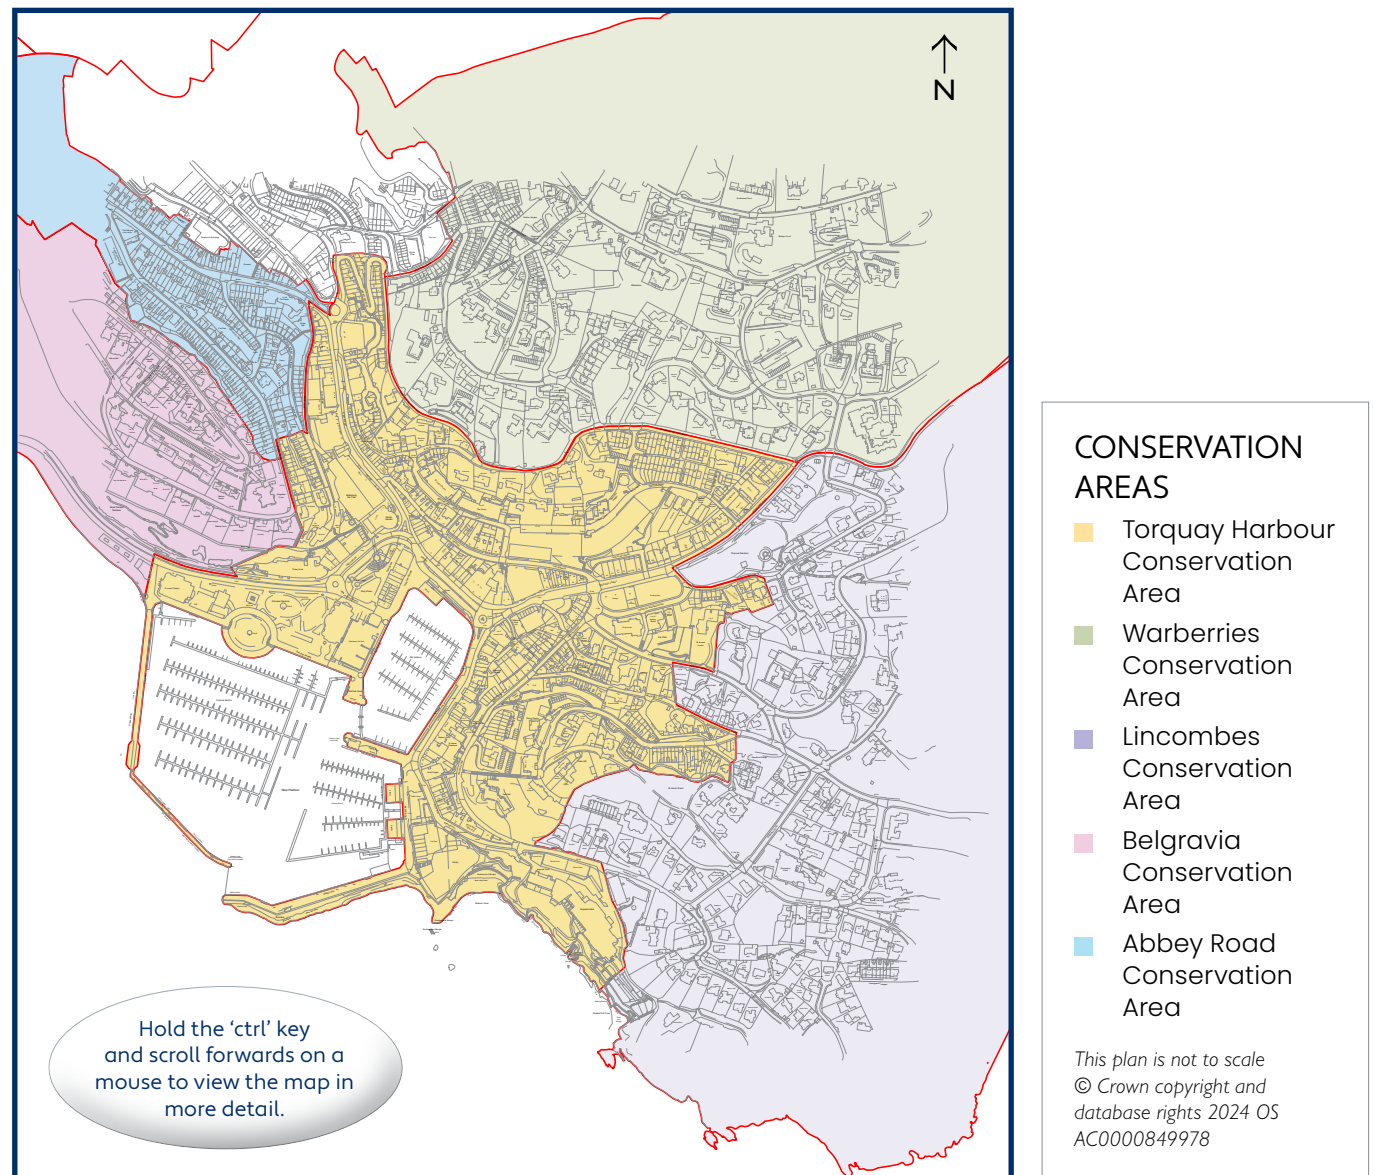 N
Hold the ‘ctrl’ key
and scroll forwards on a
mouse to view the map in
more detail.
CONSERVATION
AREAS
Torquay Harbour
Conservation
Area
Warberries
Conservation
Area
Lincombes
Conservation
Area
Belgravia
Conservation
Area
Abbey Road
Conservation
Area
This plan is not to scale
© Crown copyright and
database rights 2024 OS
AC0000849978